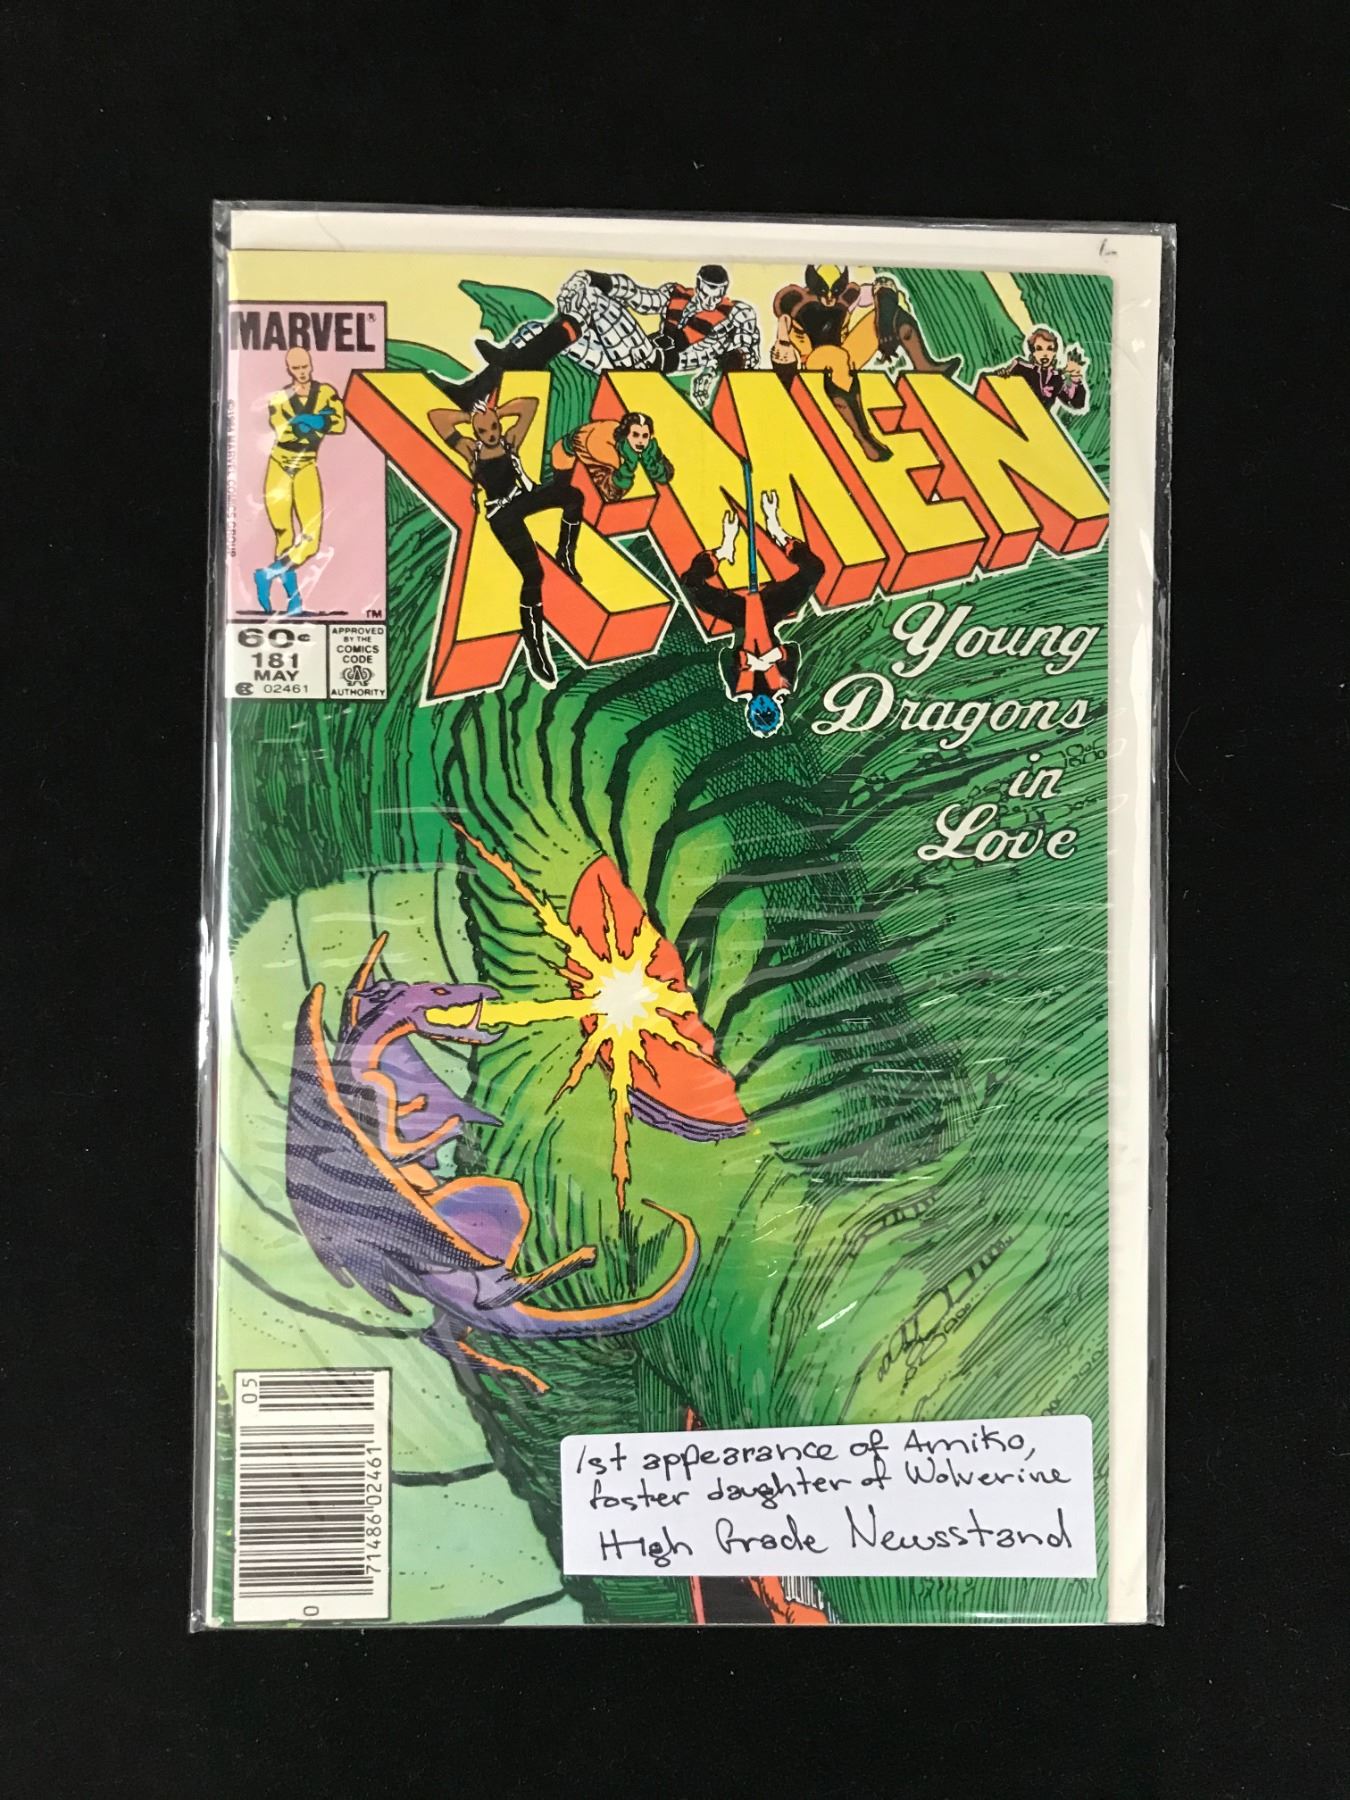 MARVEL®
X-MEN
TM
60¢
181
MAY
02461
APPROVED
BY THE
COMICS
CODE
AUTHORITY
Young
Dragons
in
Love
05
71486 02461
0
1st appearance of Amiko,
foster daughter of Wolverine
High Grade Newsstand